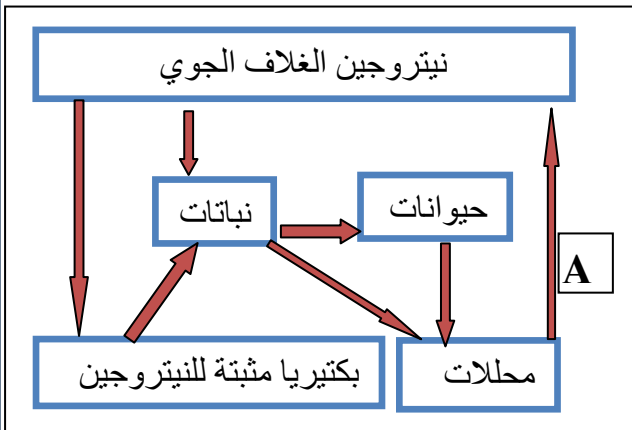 نيتروجين الغلاف الجوي
نباتات
حيوانات
A
بكتيريا مثبتة للنيتروجين
محللات